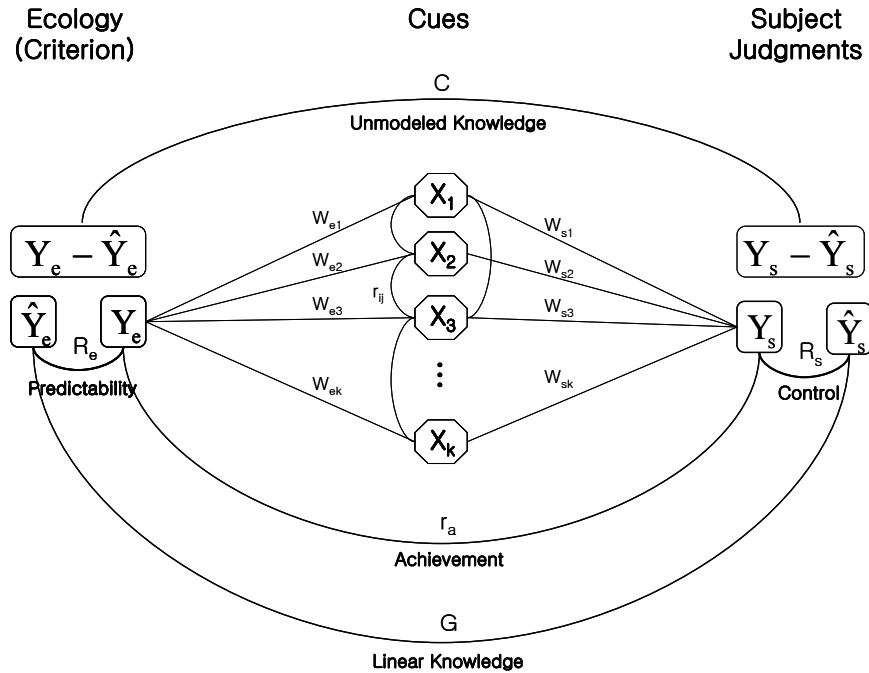 Ecology
(Criterion)
Cues
Subject
Judgments
C
Unmodeled Knowledge
X₁
Wₑ₁
Wₛ₁
Yₑ − Ŷₑ
X₂
Wₑ₂
Wₛ₂
Yₛ − Ŷₛ
rᵢⱼ
Wₑ₃
Wₛ₃
Ŷₑ
Yₑ
X₃
Yₛ
Ŷₛ
Rₑ
Rₛ
Predictability
⋮
Wₑₖ
Wₛₖ
Control
Xₖ
rₐ
Achievement
G
Linear Knowledge